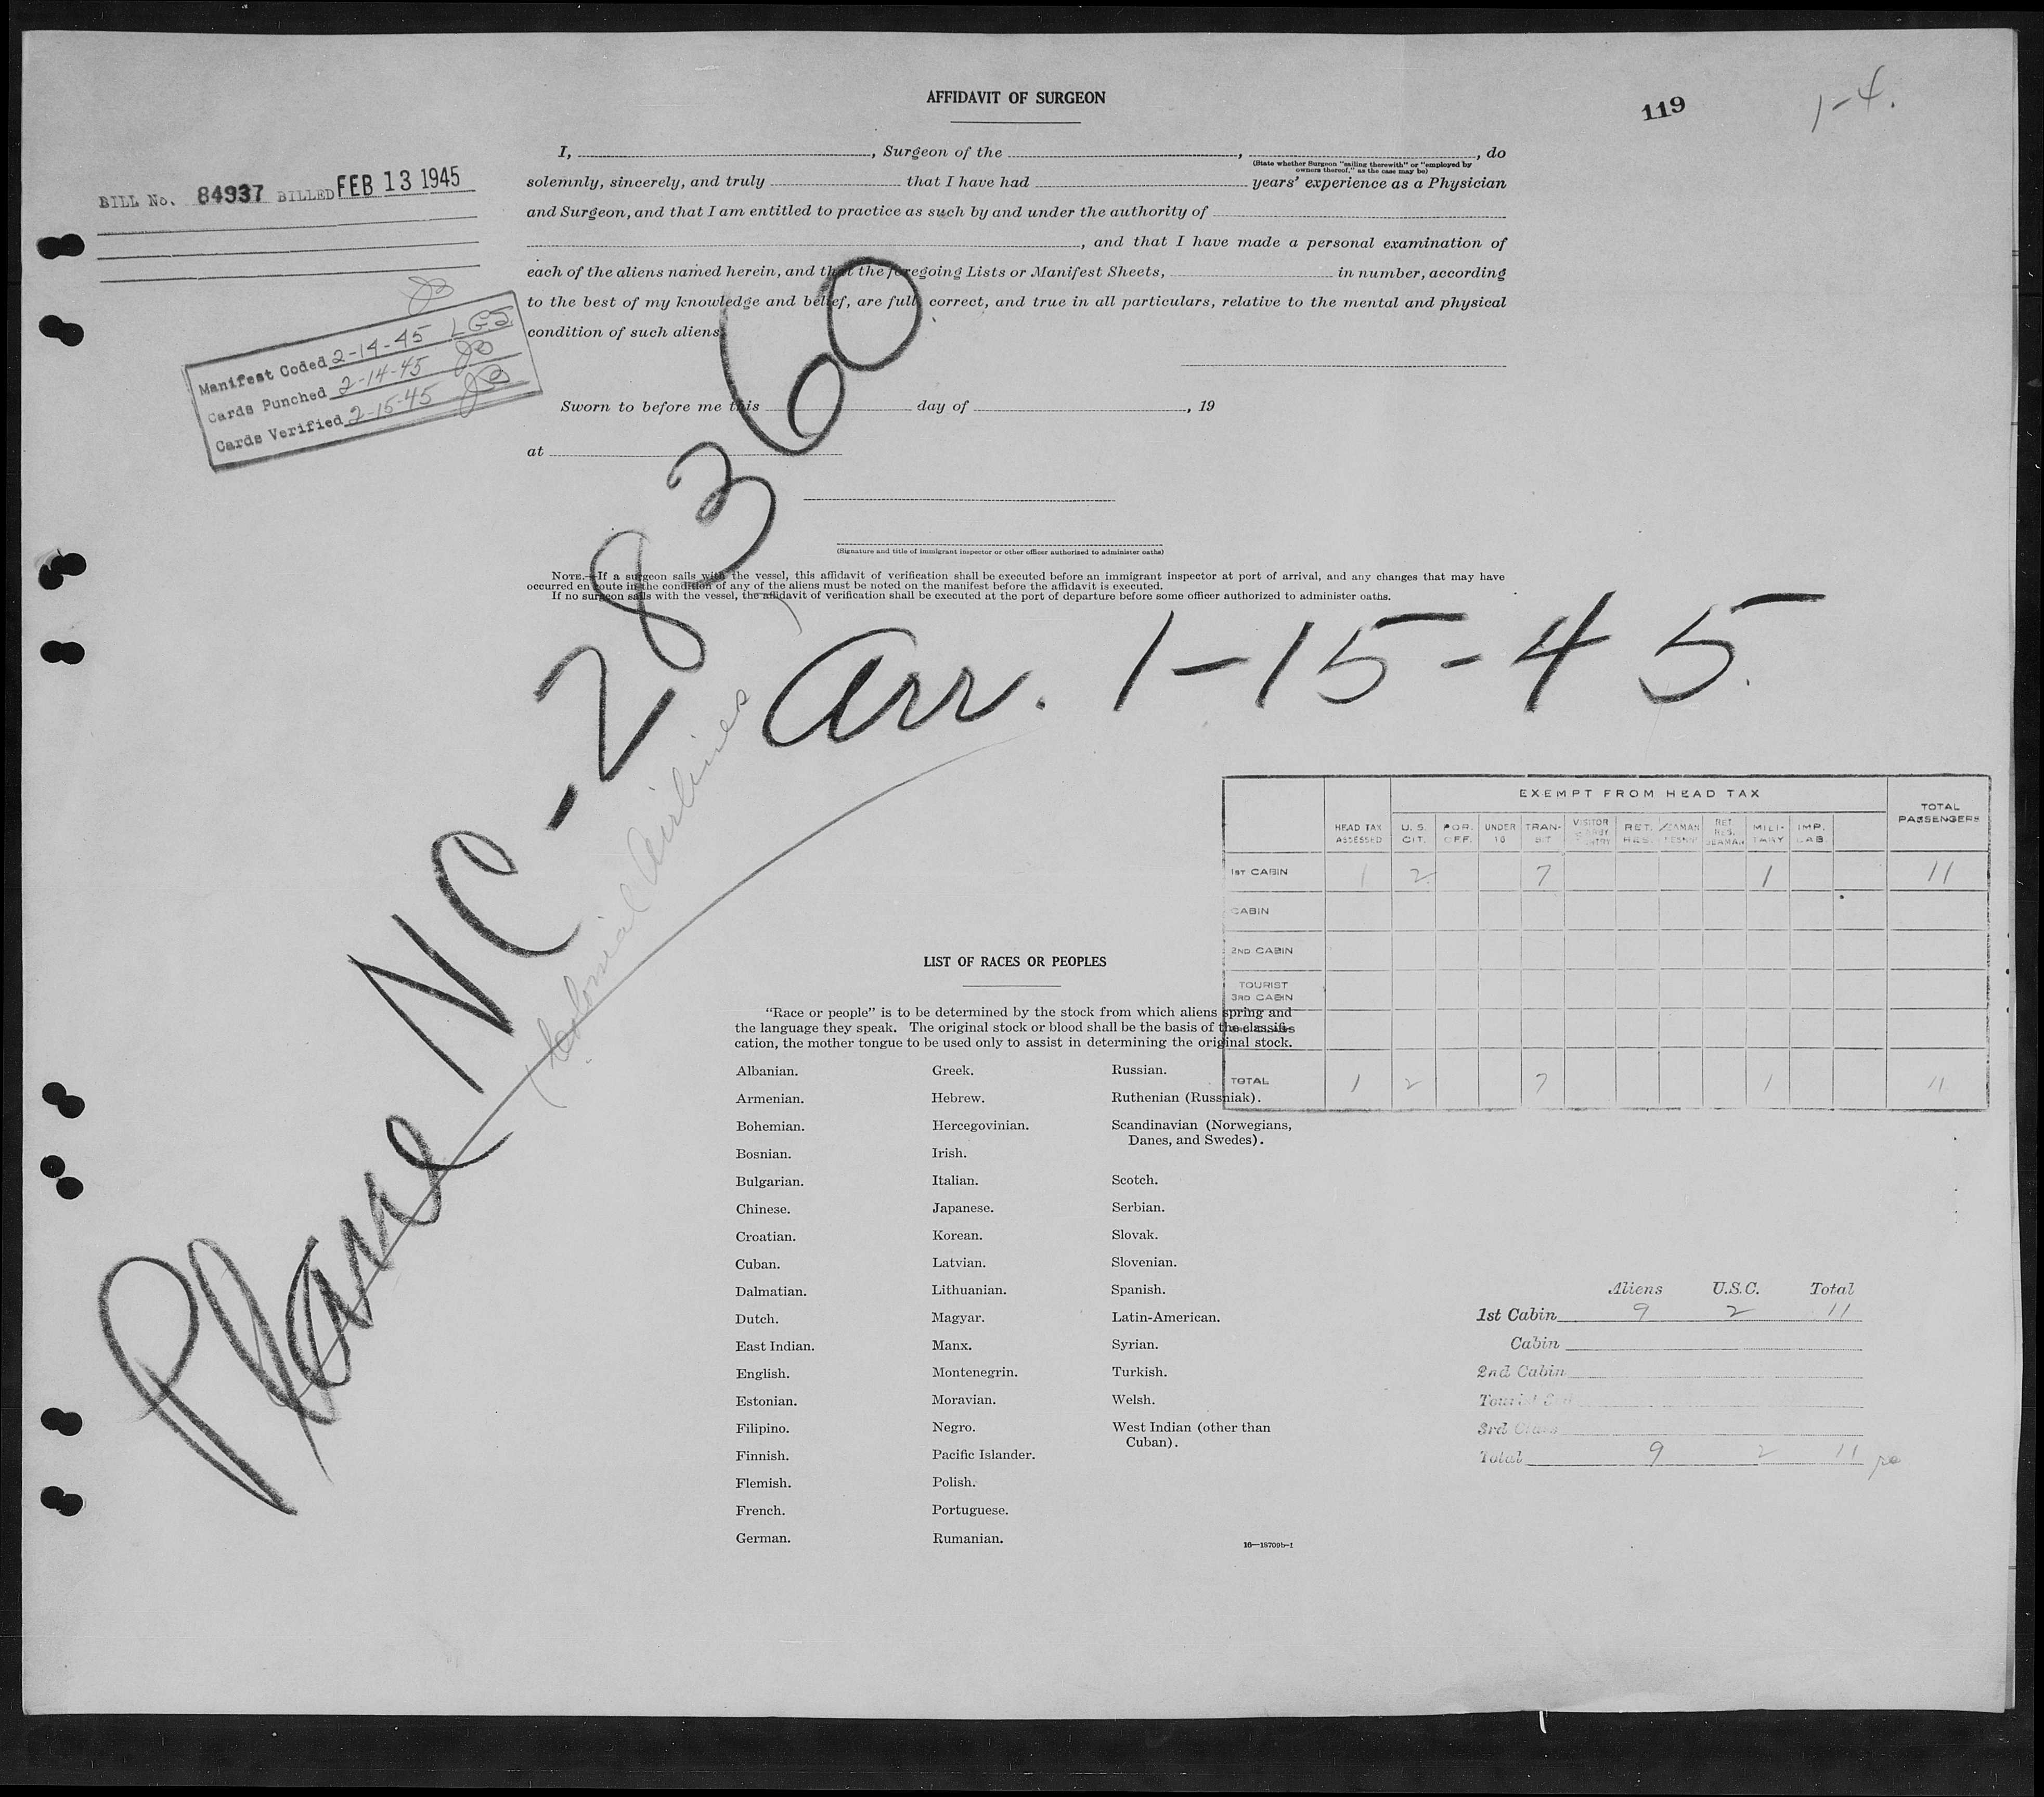 AFFIDAVIT OF SURGEON
119
1-4.
BILL No. 84937 BILLED FEB 13 1945
I, , Surgeon of the , , do
(State whether Surgeon "sailing therewith" or "employed by
owners thereof," as the case may be)
solemnly, sincerely, and truly that I have had years' experience as a Physician
and Surgeon, and that I am entitled to practice as such by and under the authority of
, and that I have made a personal examination of
each of the aliens named herein, and that the foregoing Lists or Manifest Sheets, in number, according
to the best of my knowledge and belief, are full, correct, and true in all particulars, relative to the mental and physical
condition of such aliens.
Manifest Coded 2-14-45 LGJ
Cards Punched 2-14-45
Cards Verified 2-15-45
Sworn to before me this day of , 19
at
(Signature and title of immigrant inspector or other officer authorized to administer oaths)
NOTE.—If a surgeon sails with the vessel, this affidavit of verification shall be executed before an immigrant inspector at port of arrival, and any changes that may have
occurred en route in the condition of any of the aliens must be noted on the manifest before the affidavit is executed.
If no surgeon sails with the vessel, the affidavit of verification shall be executed at the port of departure before some officer authorized to administer oaths.
Plane NC-28360
(Colonial Airlines)
arr. 1-15-45.
EXEMPT FROM HEAD TAX
HEAD TAX ASSESSED U. S. CIT. FOR. OFF. UNDER 16 TRAN-SIT VISITOR RET. RES. SEAMAN RET. RES. SEAMAN MILI-TARY IMP. LAB. TOTAL PASSENGERS
1ST CABIN 1 2 7 1 11
CABIN
2ND CABIN
TOURIST
3RD CABIN
TOTAL 1 2 7 1 11
LIST OF RACES OR PEOPLES
"Race or people" is to be determined by the stock from which aliens spring and
the language they speak. The original stock or blood shall be the basis of the classifi-
cation, the mother tongue to be used only to assist in determining the original stock.
Albanian.
Armenian.
Bohemian.
Bosnian.
Bulgarian.
Chinese.
Croatian.
Cuban.
Dalmatian.
Dutch.
East Indian.
English.
Estonian.
Filipino.
Finnish.
Flemish.
French.
German.
Greek.
Hebrew.
Hercegovinian.
Irish.
Italian.
Japanese.
Korean.
Latvian.
Lithuanian.
Magyar.
Manx.
Montenegrin.
Moravian.
Negro.
Pacific Islander.
Polish.
Portuguese.
Rumanian.
Russian.
Ruthenian (Russniak).
Scandinavian (Norwegians,
Danes, and Swedes).
Scotch.
Serbian.
Slovak.
Slovenian.
Spanish.
Latin-American.
Syrian.
Turkish.
Welsh.
West Indian (other than
Cuban).
16—18709b-1
Aliens U.S.C. Total
1st Cabin 9 2 11
Cabin
2nd Cabin
Tourist 3rd
3rd Class
Total 9 2 11